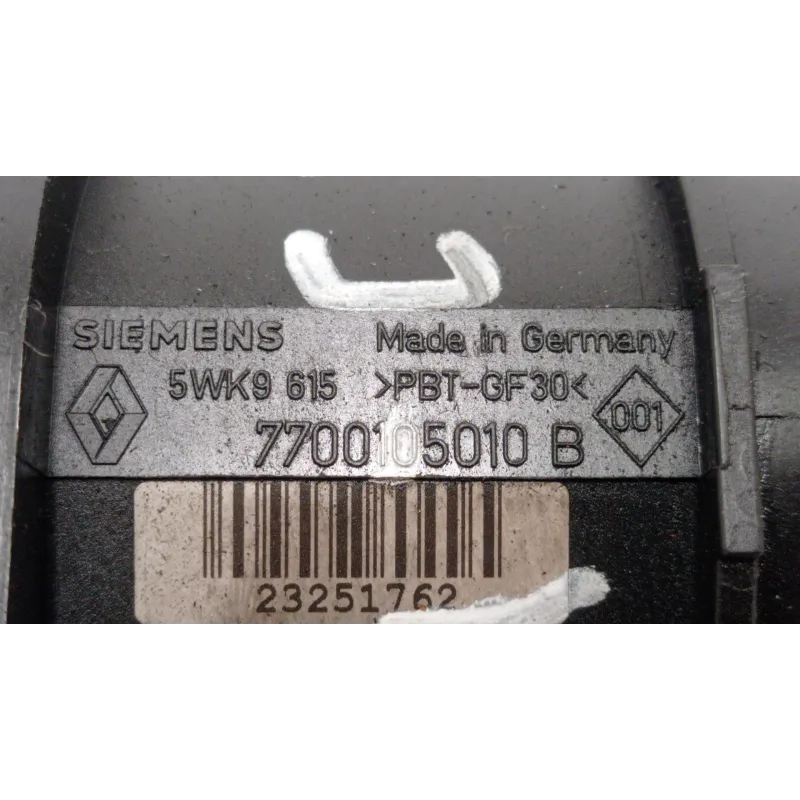 SIEMENS Made in Germany
5WK9 615 >PBT-GF30< 001
7700105010 B
23251762